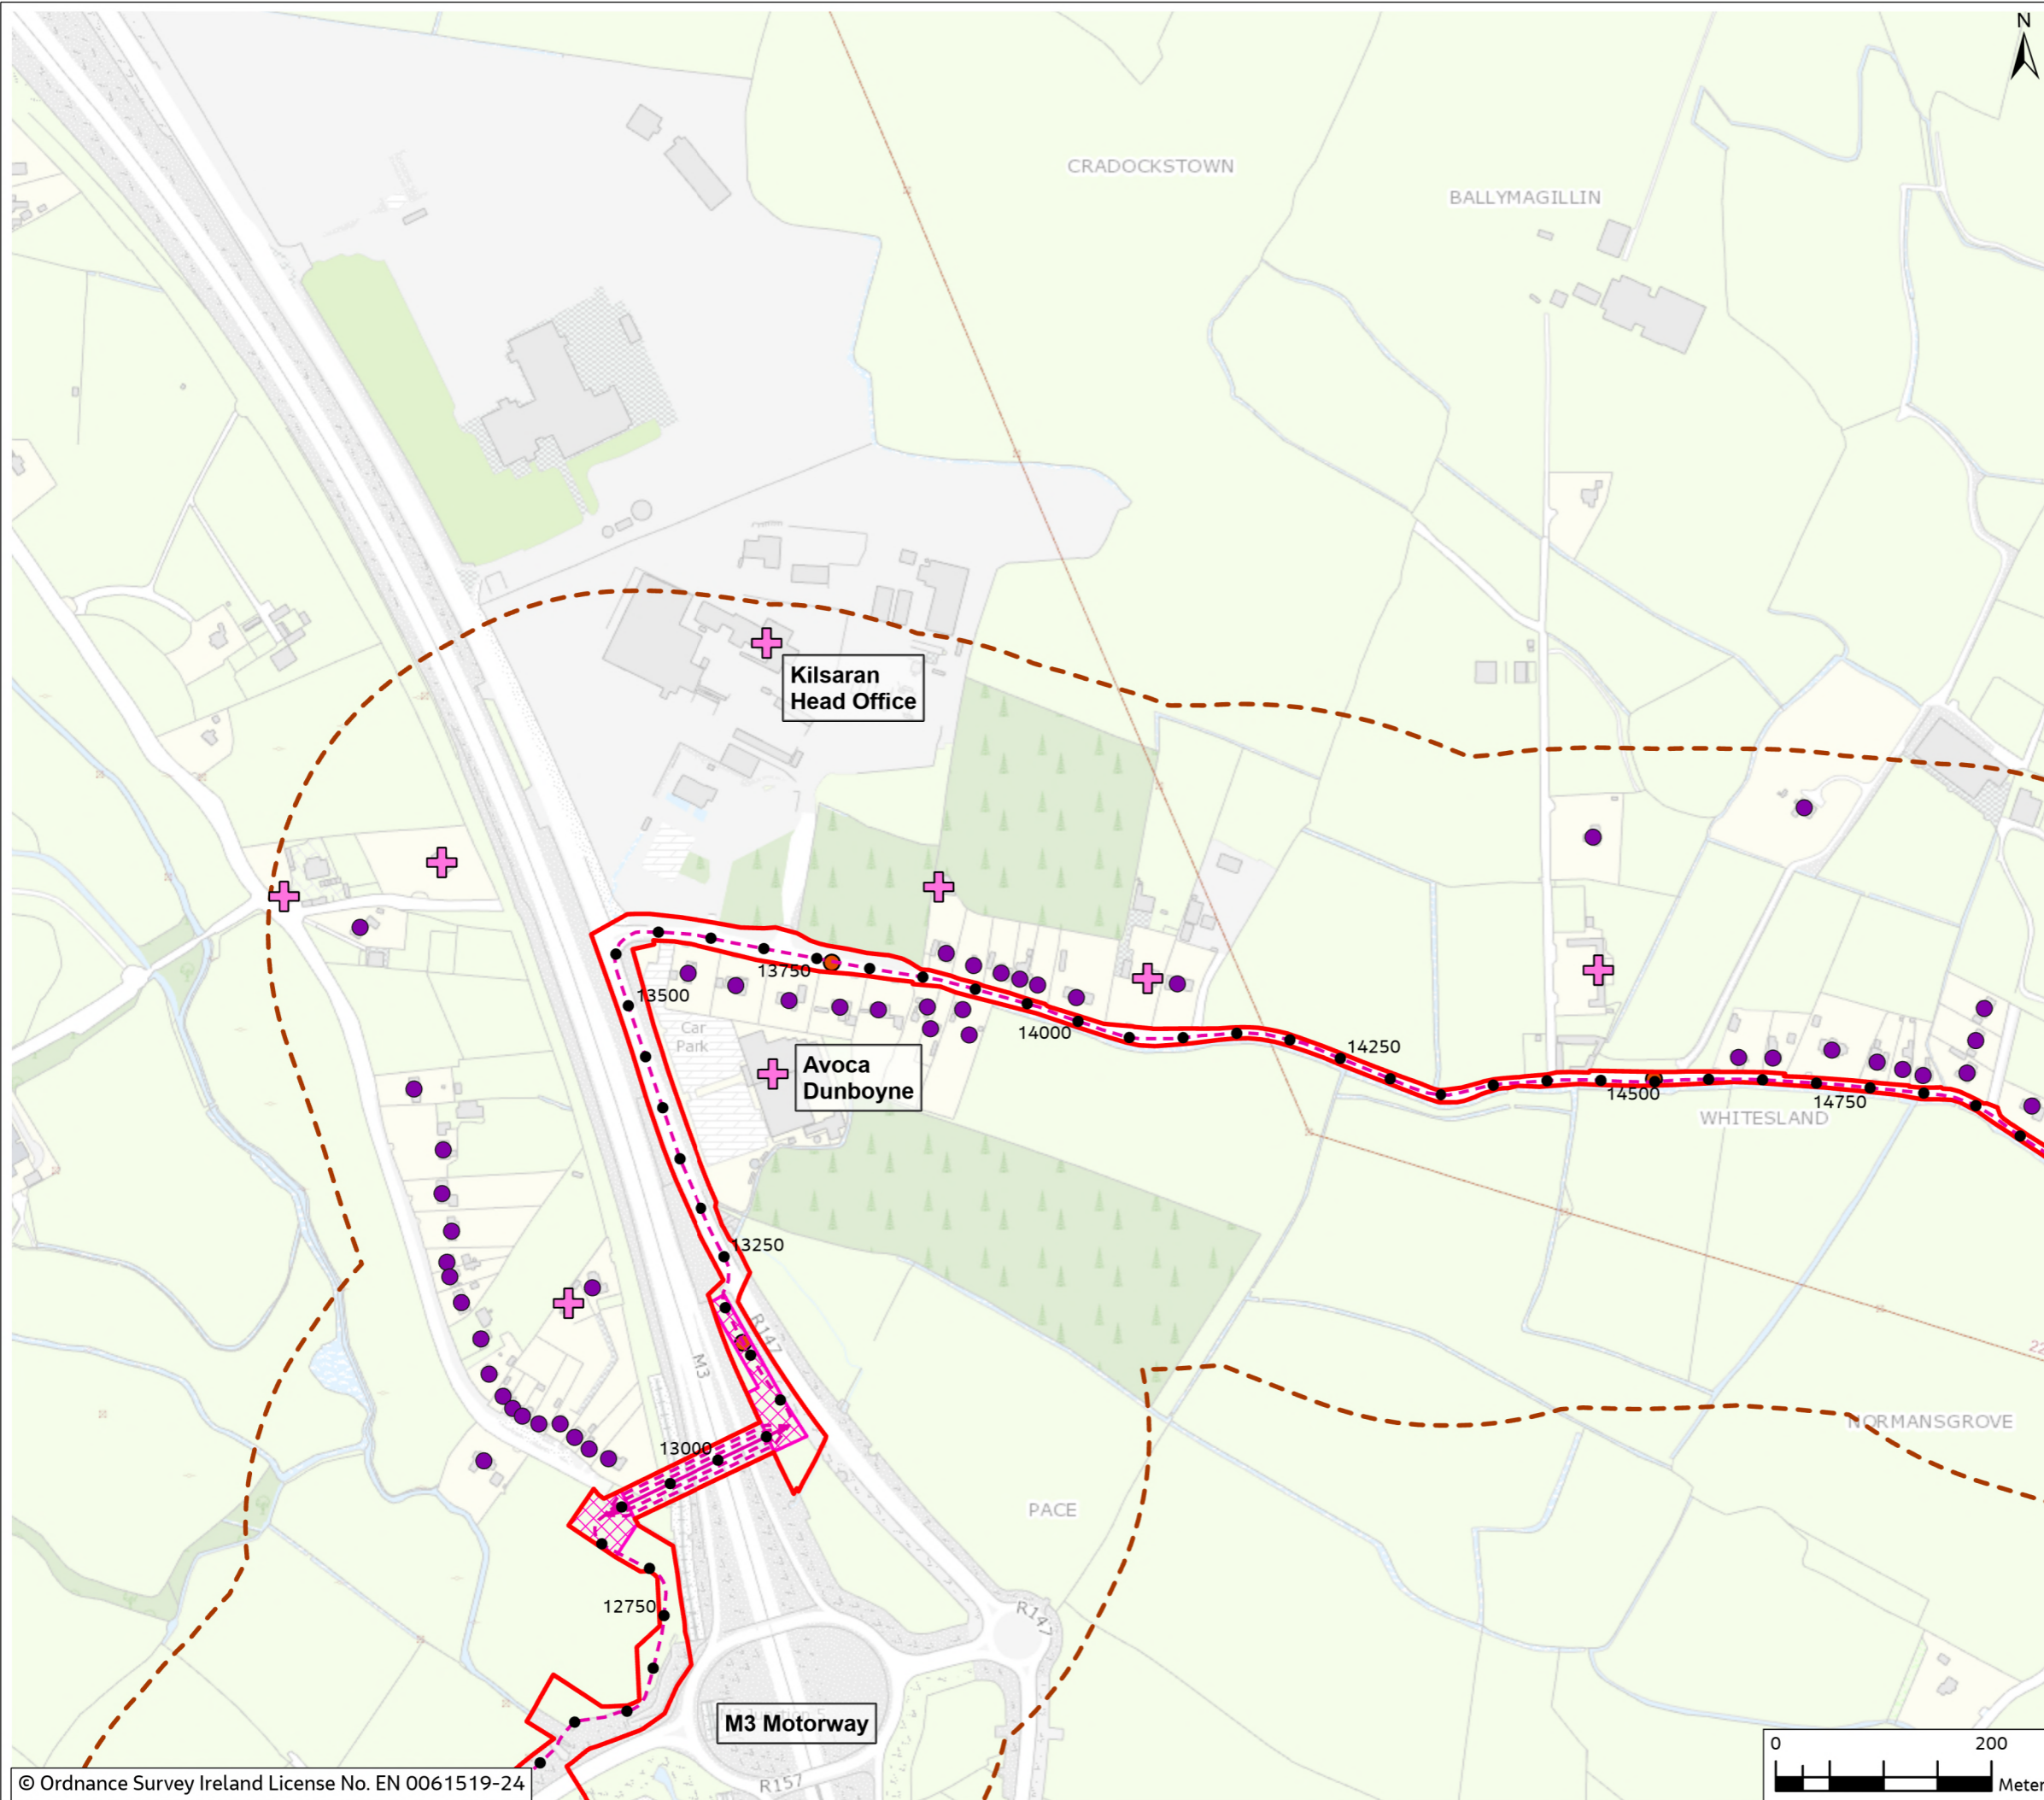 N
CRADOCKSTOWN
BALLYMAGILLIN
Kilsaran
Head Office
13750
13500
Car
Park
14000
14250
Avoca
Dunboyne
14500
14750
WHITESLAND
13250
R147
M3
22
NORMANSGROVE
13000
PACE
12750
R147
M3 Motorway
R157
0 200
Meter
© Ordnance Survey Ireland License No. EN 0061519-24